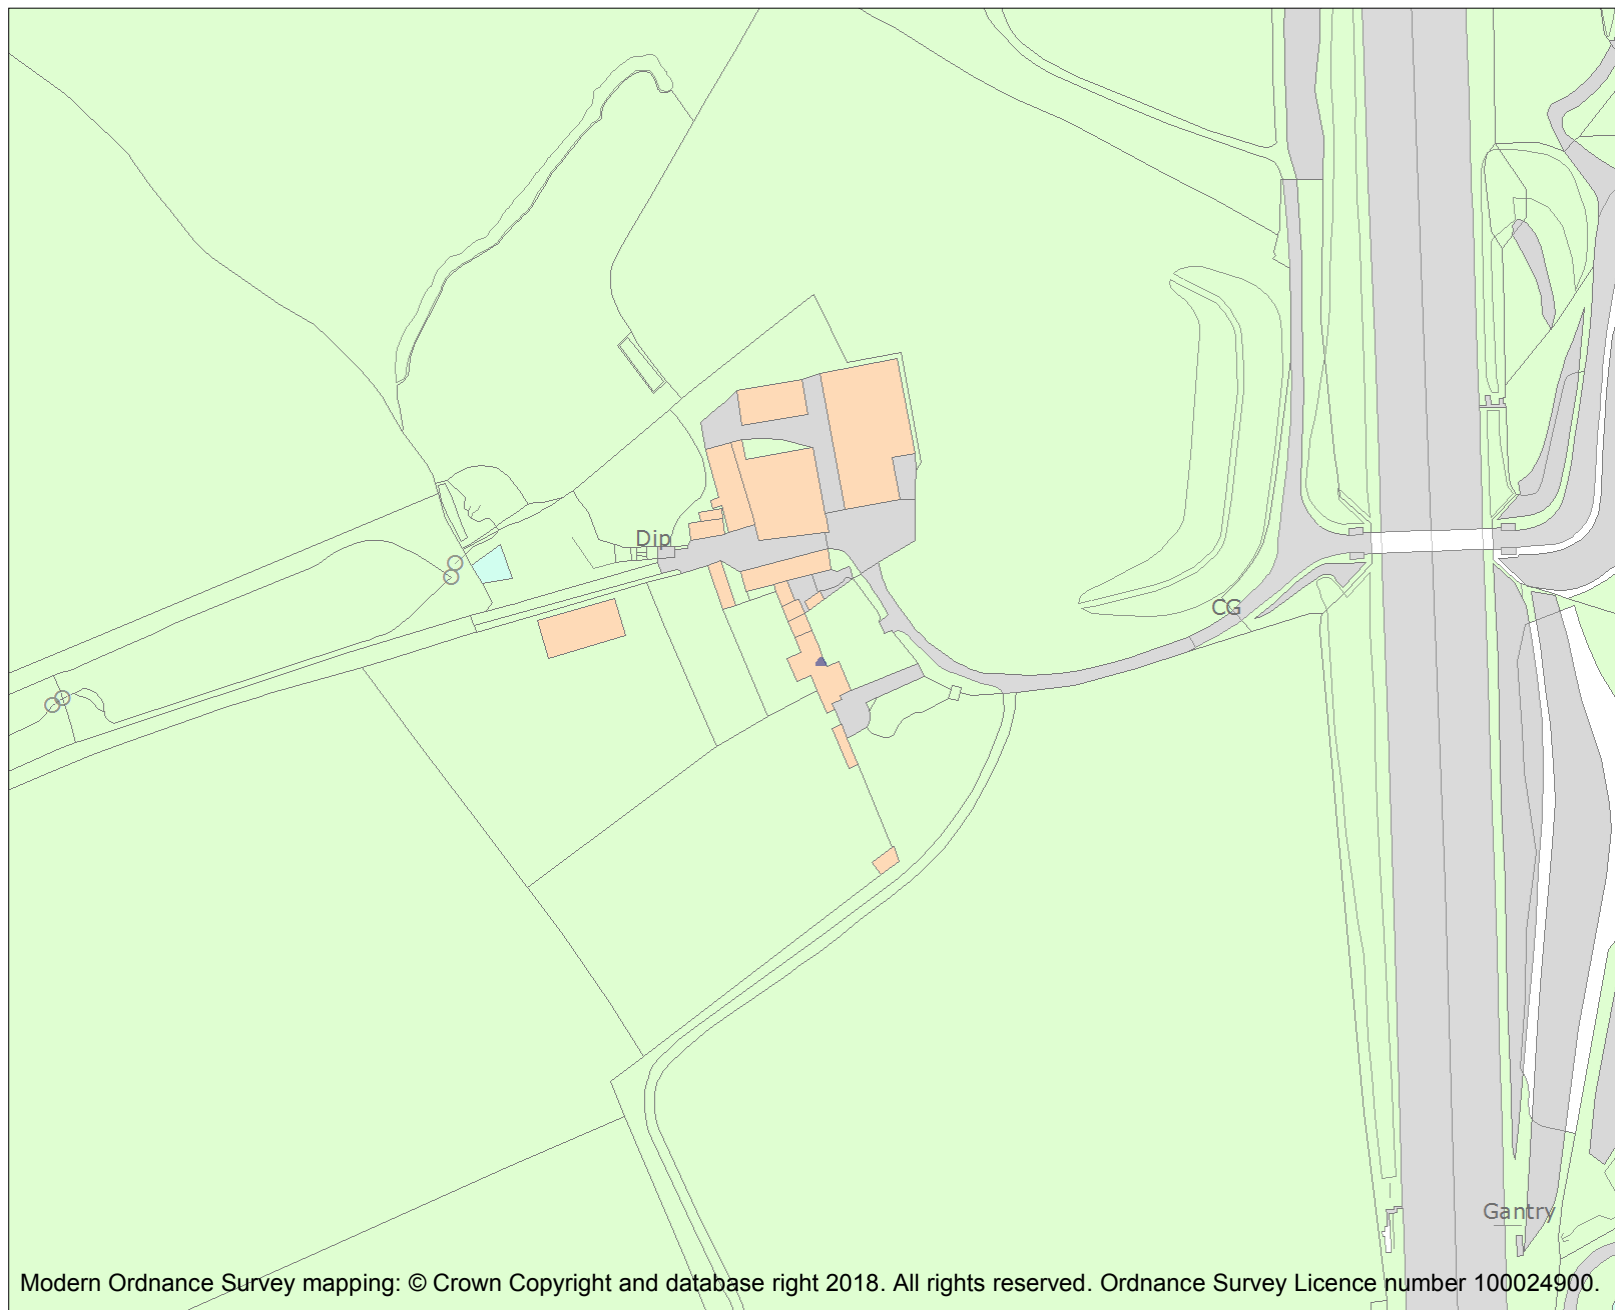 Dip
CG
Gantry
Modern Ordnance Survey mapping: © Crown Copyright and database right 2018. All rights reserved. Ordnance Survey Licence number 100024900.